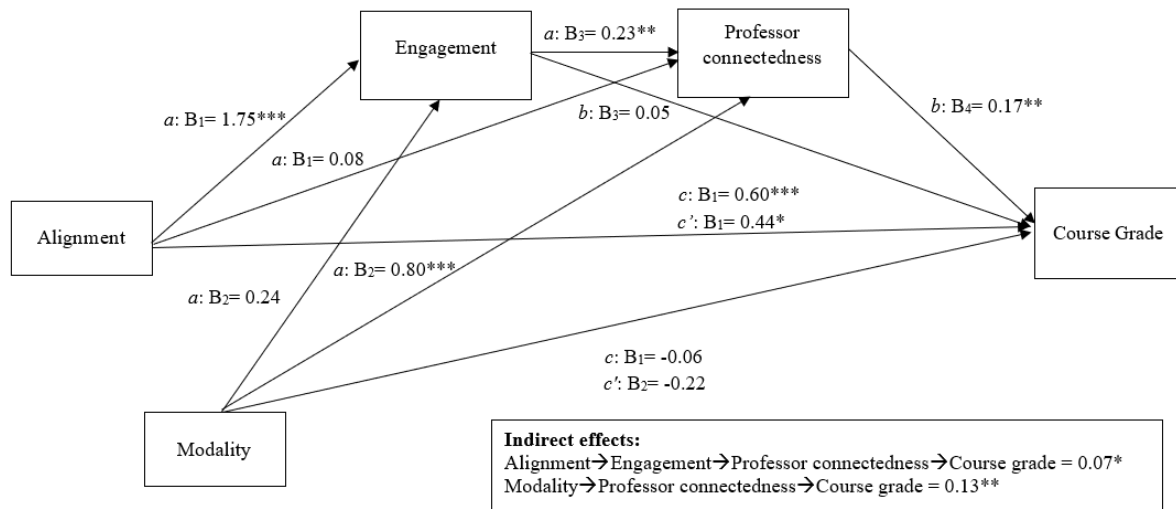 Engagement
a: B₃= 0.23**
Professor
connectedness
a: B₁= 1.75***
b: B₃= 0.05
b: B₄= 0.17**
a: B₁= 0.08
Alignment
c: B₁= 0.60***
c’: B₁= 0.44*
Course Grade
a: B₂= 0.80***
a: B₂= 0.24
c: B₁= -0.06
c': B₂= -0.22
Modality
Indirect effects:
Alignment→Engagement→Professor connectedness→Course grade = 0.07*
Modality→Professor connectedness→Course grade = 0.13**